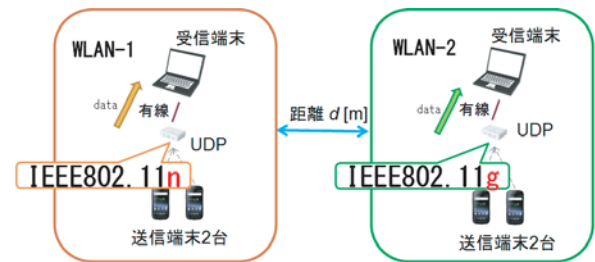 WLAN-1
受信端末
data
有線
UDP
IEEE802.11n
送信端末2台
距離 d [m]
WLAN-2
受信端末
data
有線
UDP
IEEE802.11g
送信端末2台